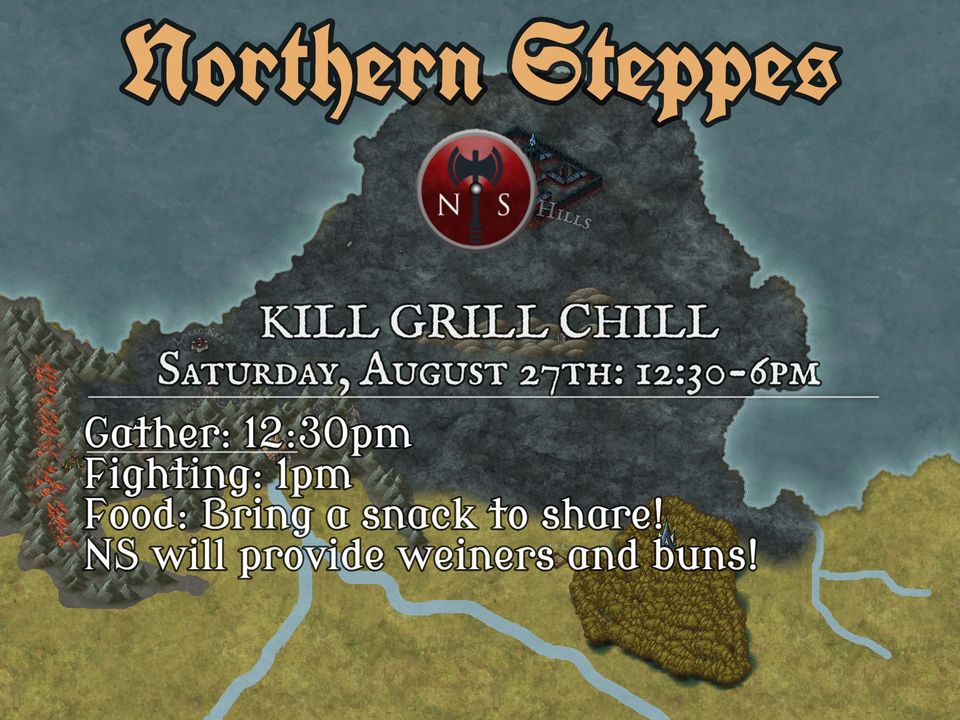 Northern Steppes
N S
HILLS
KILL GRILL CHILL
SATURDAY, AUGUST 27TH: 12:30-6PM
Gather: 12:30pm
Fighting: 1pm
Food: Bring a snack to share!
NS will provide weiners and buns!